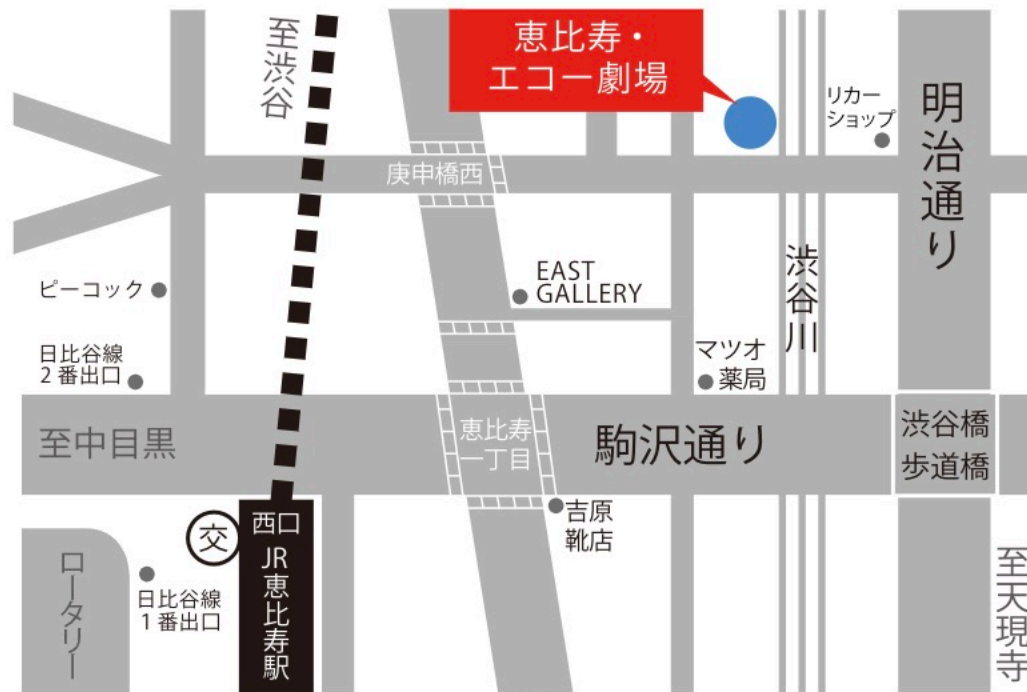 至渋谷
恵比寿・
エコー劇場
リカー
ショップ
明治通り
庚申橋西
渋谷川
ピーコック
EAST
GALLERY
日比谷線
2番出口
マツオ
薬局
至中目黒
恵比寿
一丁目
駒沢通り
渋谷橋
歩道橋
交
西口
JR恵比寿駅
吉原
靴店
ロータリー
日比谷線
1番出口
至天現寺